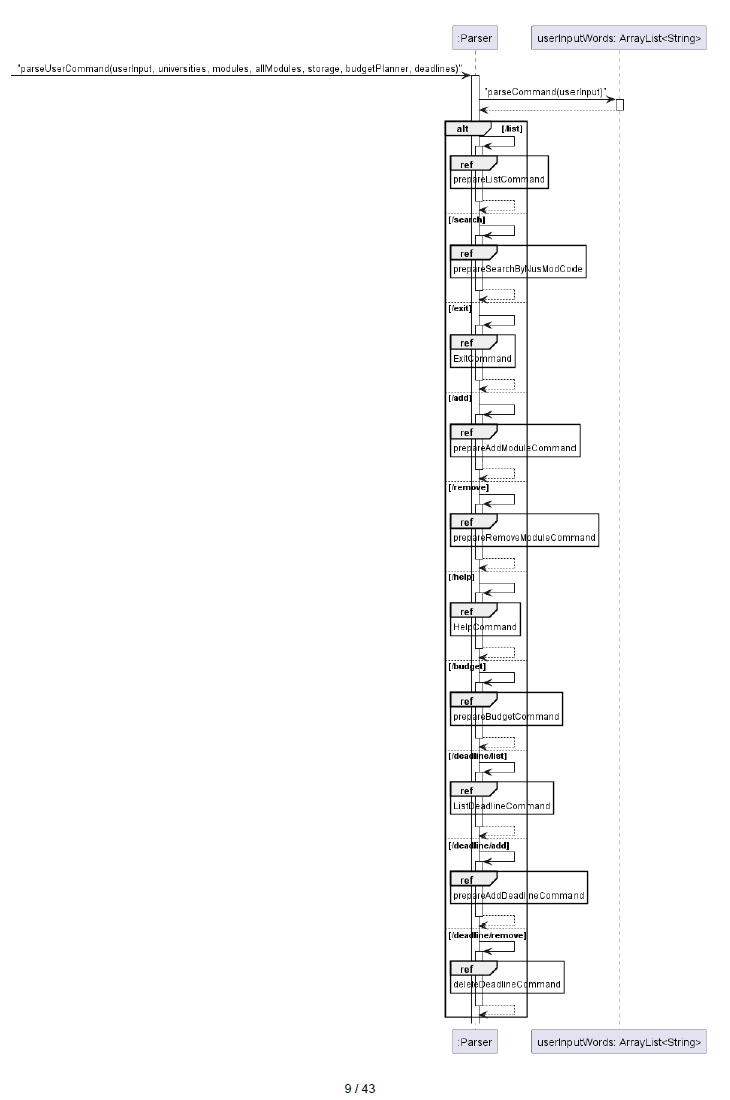 :Parser
userInputWords: ArrayList<String>
"parseUserCommand(userInput, universities, modules, allModules, storage, budgetPlanner, deadlines)"
"parseCommand(userInput)"
alt [/list]
ref
prepareListCommand
[/search]
ref
prepareSearchByNusModCode
[/exit]
ref
ExitCommand
[/add]
ref
prepareAddModuleCommand
[/remove]
ref
prepareRemoveModuleCommand
[/help]
ref
HelpCommand
[/budget]
ref
prepareBudgetCommand
[/deadline/list]
ref
ListDeadlineCommand
[/deadline/add]
ref
prepareAddDeadlineCommand
[/deadline/remove]
ref
deleteDeadlineCommand
:Parser
userInputWords: ArrayList<String>
9 / 43